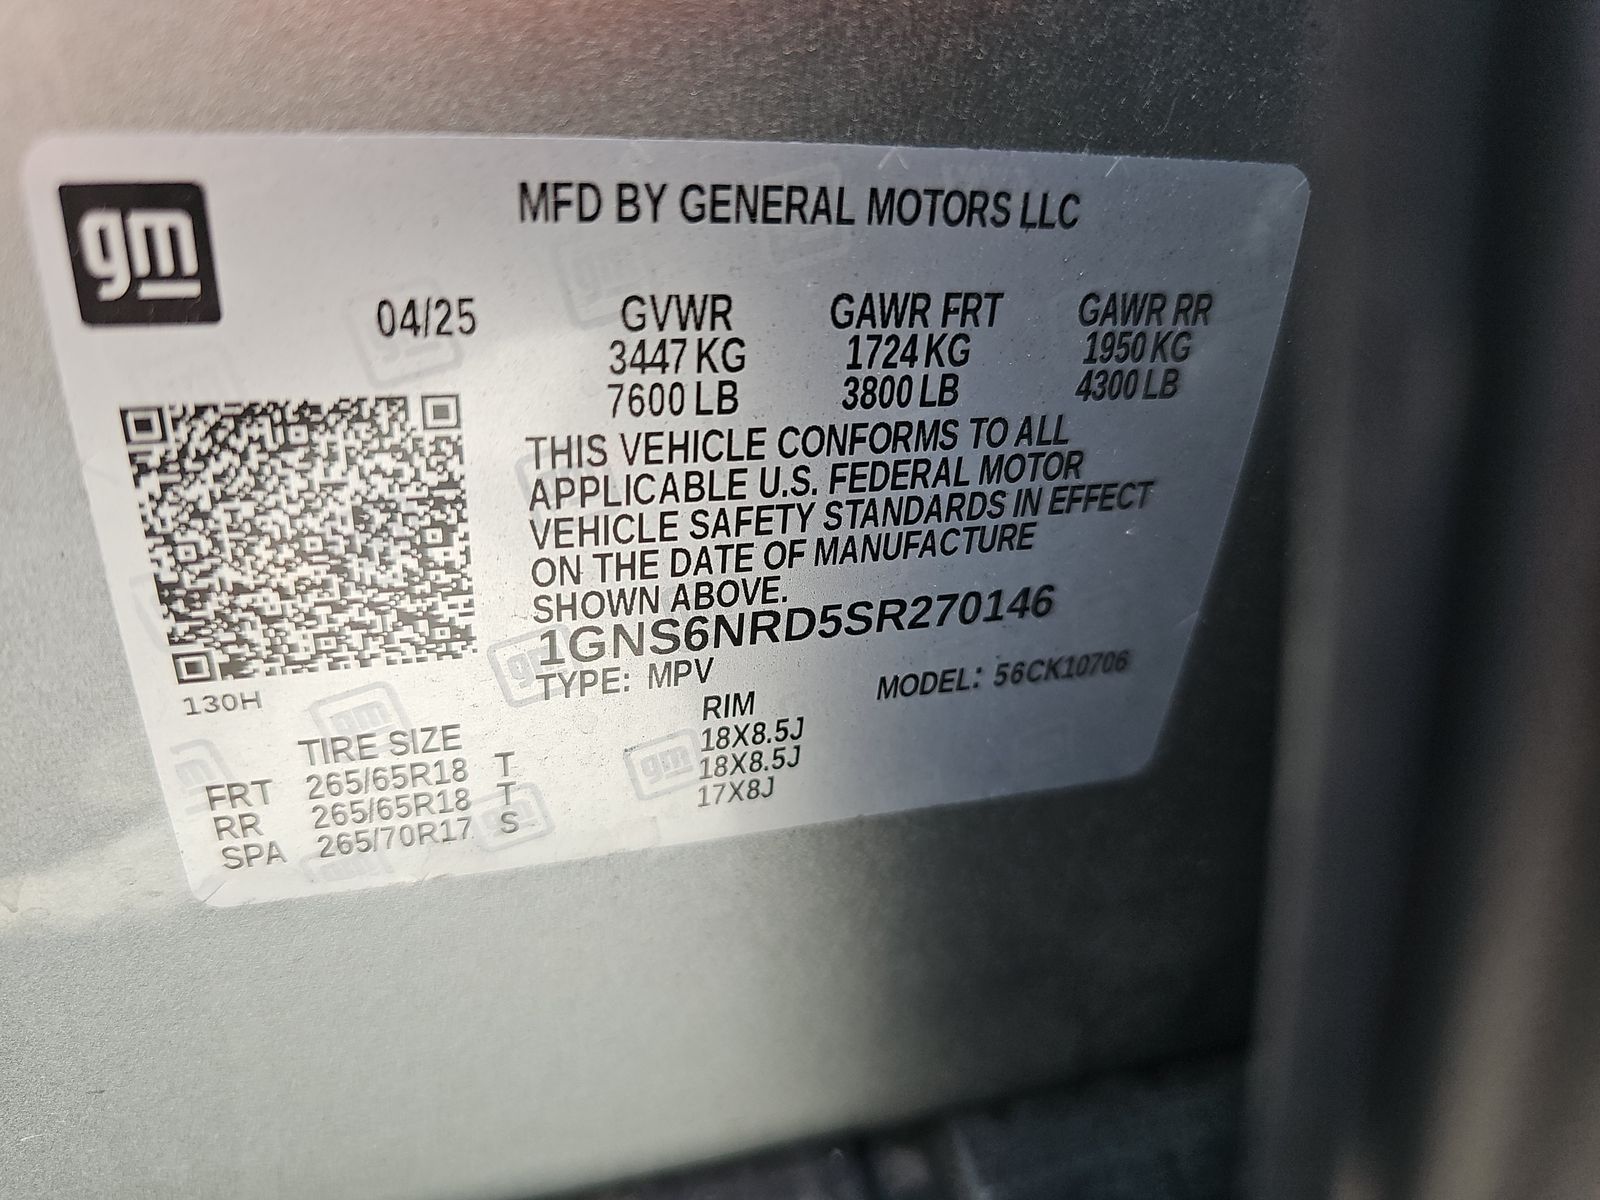 gm
MFD BY GENERAL MOTORS LLC
04/25 GVWR GAWR FRT GAWR RR
3447 KG 1724 KG 1950 KG
7600 LB 3800 LB 4300 LB
THIS VEHICLE CONFORMS TO ALL
APPLICABLE U.S. FEDERAL MOTOR
VEHICLE SAFETY STANDARDS IN EFFECT
ON THE DATE OF MANUFACTURE
SHOWN ABOVE.
1GNS6NRD5SR270146
TYPE: MPV MODEL: 56CK10706
130H
TIRE SIZE RIM
FRT 265/65R18 T 18X8.5J
RR 265/65R18 T 18X8.5J
SPA 265/70R17 S 17X8J